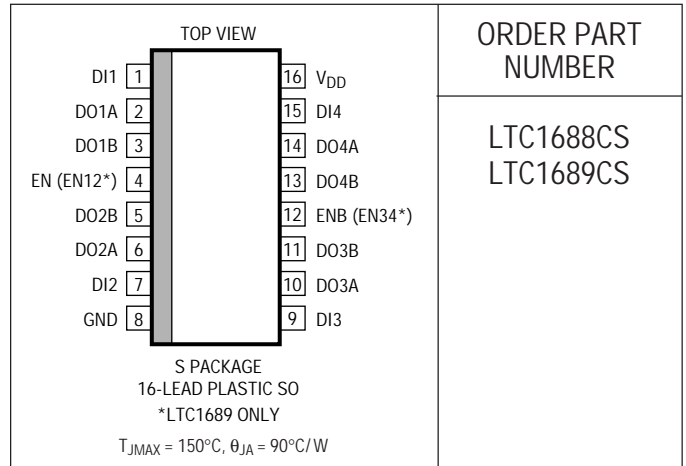 TOP VIEW
DI1 1
DO1A 2
DO1B 3
EN (EN12*) 4
DO2B 5
DO2A 6
DI2 7
GND 8
16 VDD
15 DI4
14 DO4A
13 DO4B
12 ENB (EN34*)
11 DO3B
10 DO3A
9 DI3
S PACKAGE
16-LEAD PLASTIC SO
*LTC1689 ONLY
TJMAX = 150°C, θJA = 90°C/W
ORDER PART
NUMBER
LTC1688CS
LTC1689CS